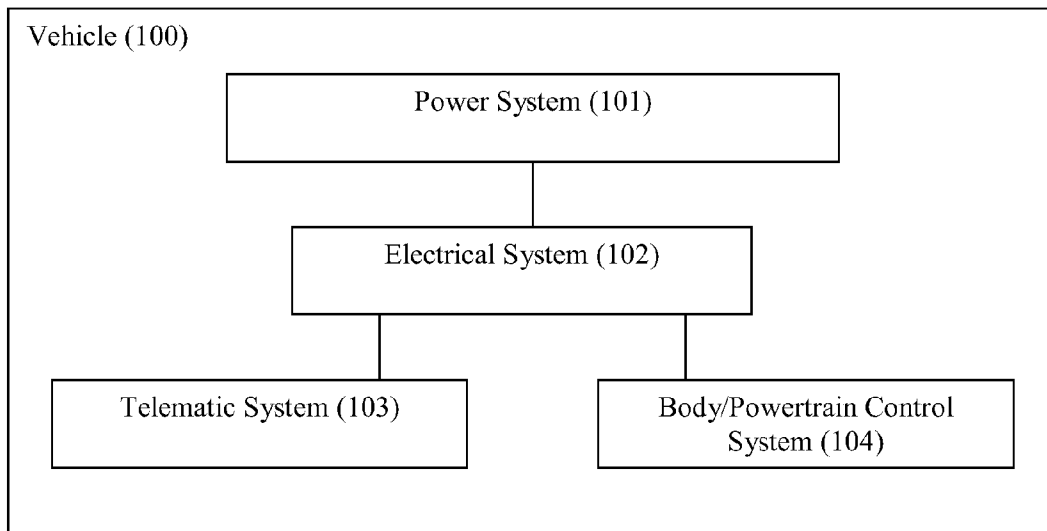 Vehicle (100)
Power System (101)
Electrical System (102)
Telematic System (103)
Body/Powertrain Control
System (104)